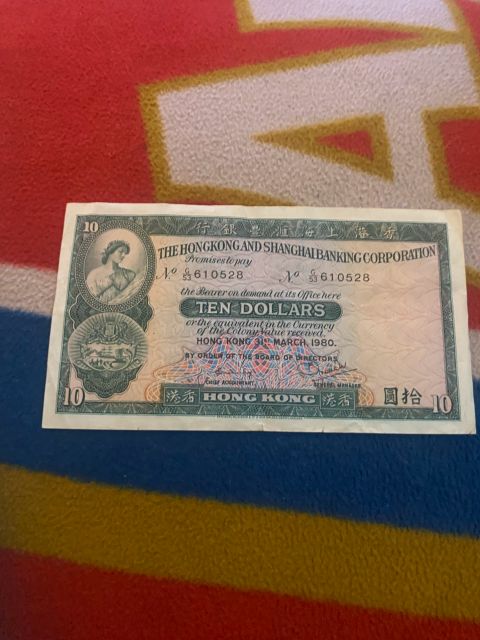 10
行銀豐滙海上港香
THE HONGKONG AND SHANGHAI BANKING CORPORATION
Promises to pay
No G/53 610528 No G/53 610528
the Bearer on demand at its Office here
TEN DOLLARS
or the equivalent in the Currency
of the Colony, Value received.
HONG KONG 31st MARCH, 1980.
BY ORDER OF THE BOARD OF DIRECTORS
CHIEF ACCOUNTANT. GENERAL MANAGER
10 港香 HONG KONG 港香 圓拾 10